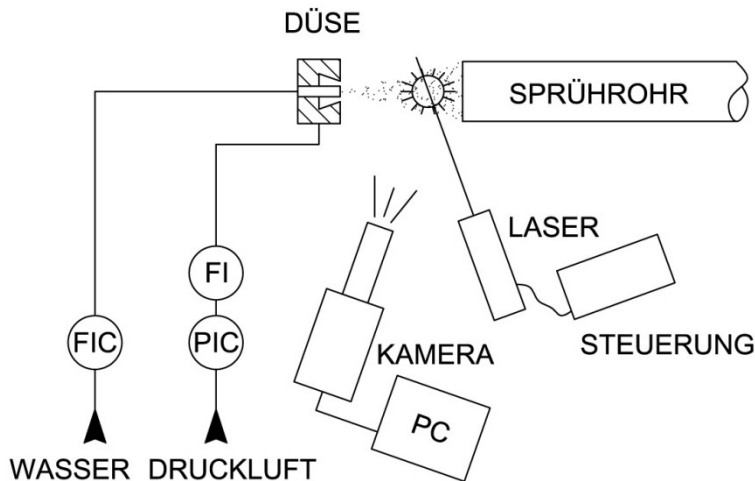 DÜSE
SPRÜHROHR
LASER
FI
FIC
PIC
STEUERUNG
KAMERA
PC
WASSER DRUCKLUFT